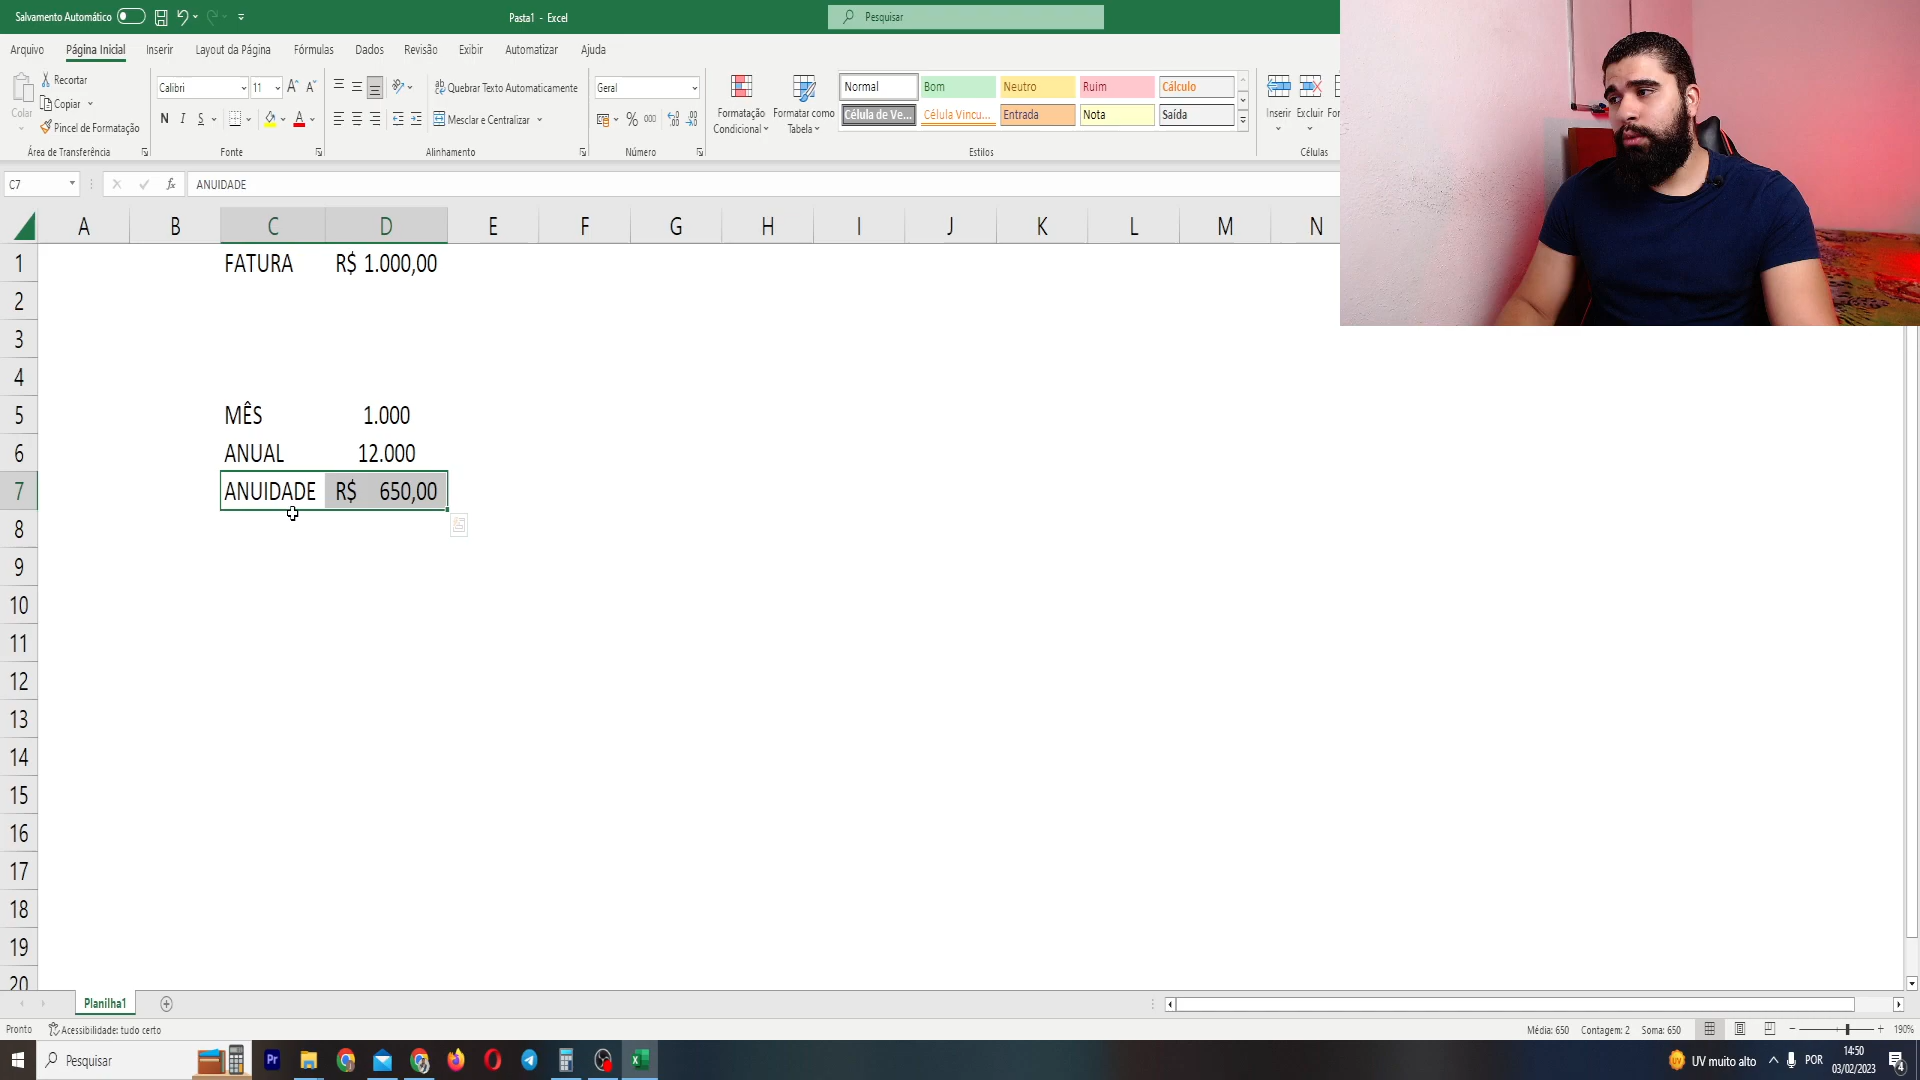 Salvamento Automático
Pasta1 - Excel
Pesquisar
Arquivo Página Inicial Inserir Layout da Página Fórmulas Dados Revisão Exibir Automatizar Ajuda
Colar
Recortar
Copiar
Pincel de Formatação
Área de Transferência
Calibri 11
N I S
Fonte
Quebrar Texto Automaticamente
Mesclar e Centralizar
Alinhamento
Geral
% 000
Número
Formatação Condicional
Formatar como Tabela
Normal Bom Neutro Ruim Cálculo
Célula de Ve... Célula Vincu... Entrada Nota Saída
Estilos
Inserir Excluir For
Células
C7 fx ANUIDADE
A B C D E F G H I J K L M N
1 FATURA R$ 1.000,00
2
3
4
5 MÊS 1.000
6 ANUAL 12.000
7 ANUIDADE R$ 650,00
8
9
10
11
12
13
14
15
16
17
18
19
20
Planilha1
Pronto Acessibilidade: tudo certo Média: 650 Contagem: 2 Soma: 650 190%
Pesquisar Pr UV muito alto POR 14:50
03/02/2023 4